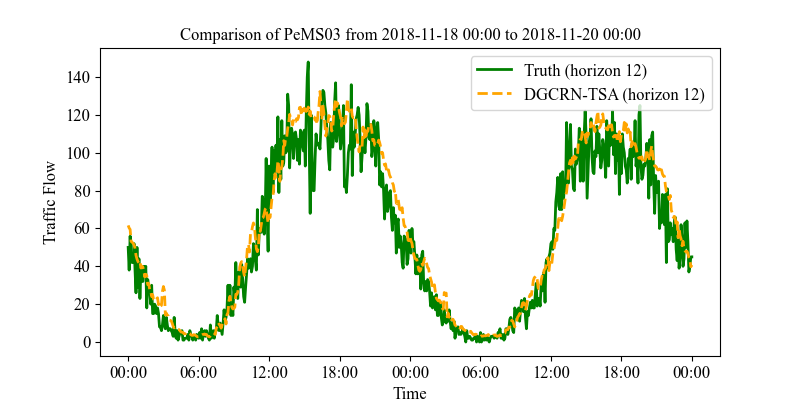 Comparison of PeMS03 from 2018-11-18 00:00 to 2018-11-20 00:00
Truth (horizon 12)
DGCRN-TSA (horizon 12)
Traffic Flow
140
120
100
80
60
40
20
0
00:00 06:00 12:00 18:00 00:00 06:00 12:00 18:00 00:00
Time